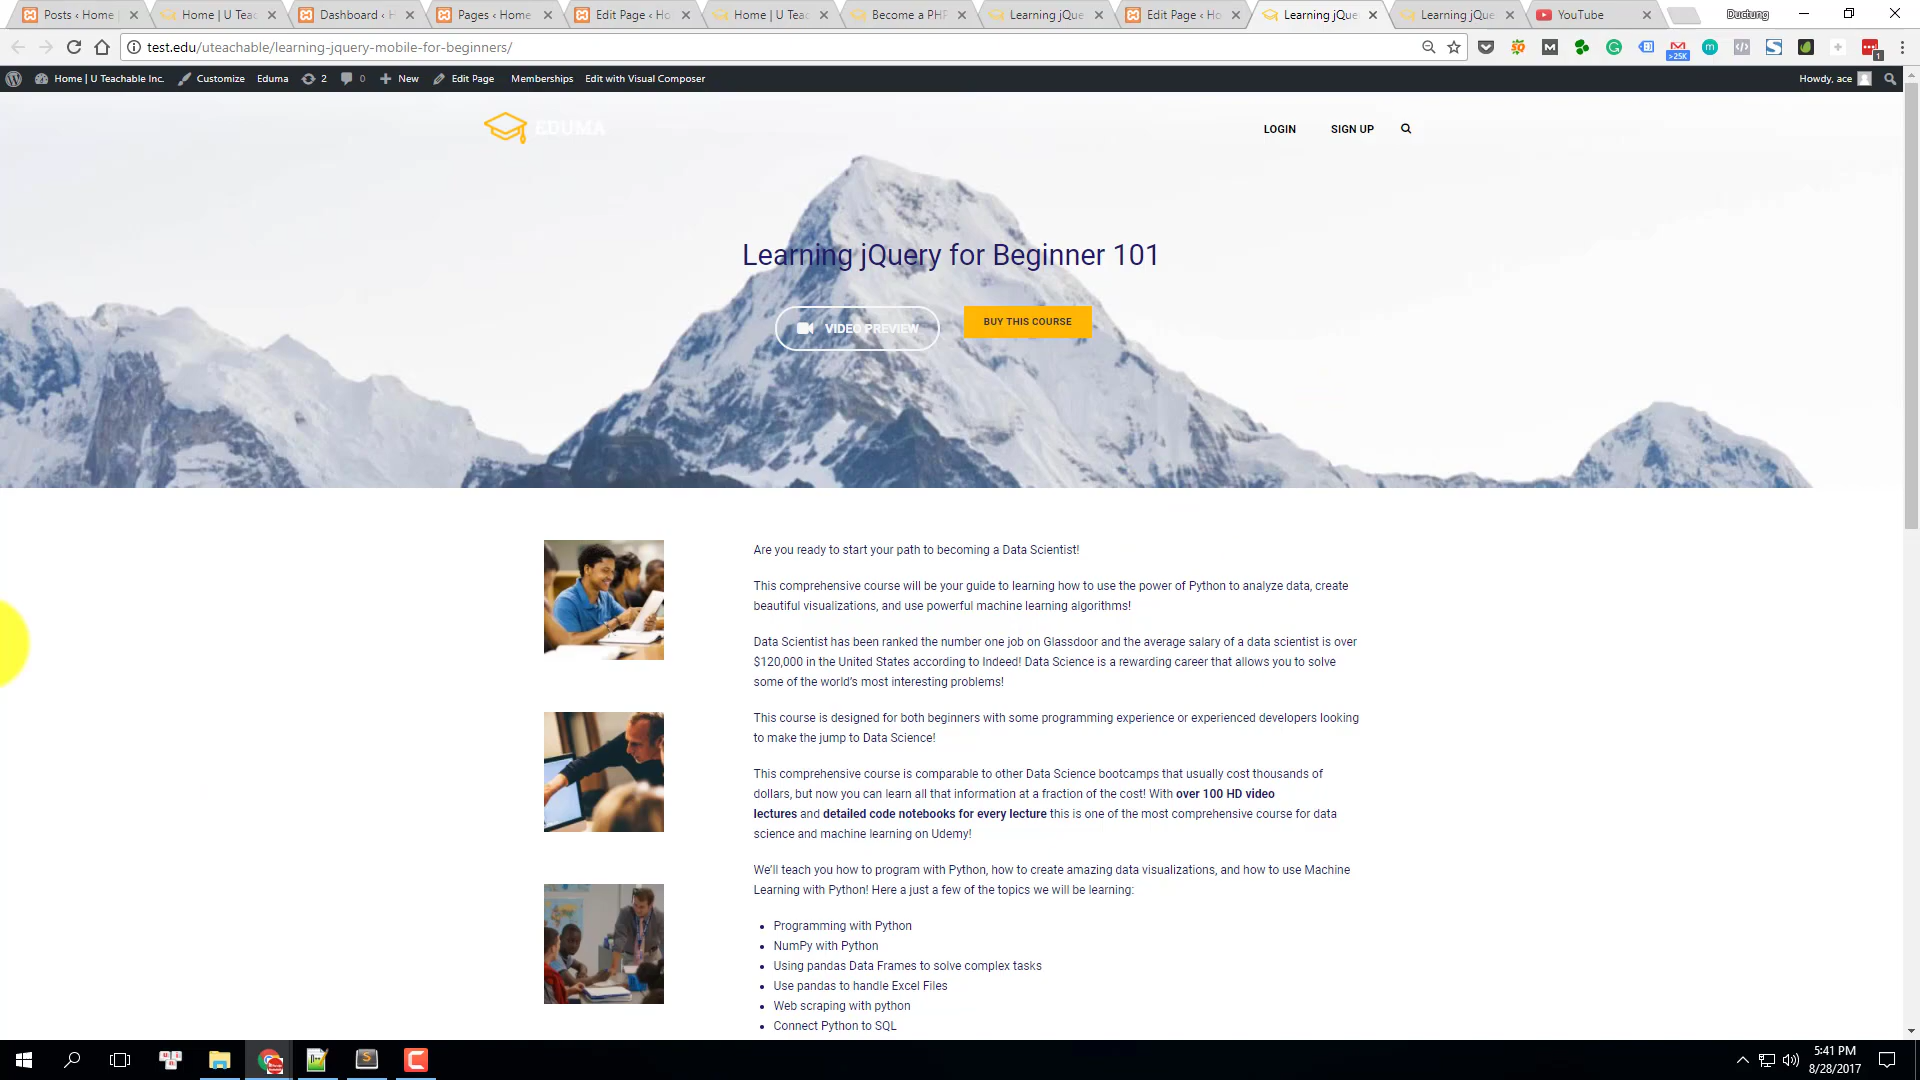 Posts ‹ Home
Home | U Teac
Dashboard ‹ H
Pages ‹ Home
Edit Page ‹ Ho
Home | U Teac
Become a PHP
Learning jQue
Edit Page ‹ Ho
Learning jQue
Learning jQue
YouTube
Ductung
test.edu/uteachable/learning-jquery-mobile-for-beginners/
>25K
1
Home | U Teachable Inc.
Customize
Eduma
2
0
New
Edit Page
Memberships
Edit with Visual Composer
Howdy, ace
EDUMA
LOGIN
SIGN UP
Learning jQuery for Beginner 101
VIDEO PREVIEW
BUY THIS COURSE
Are you ready to start your path to becoming a Data Scientist!
This comprehensive course will be your guide to learning how to use the power of Python to analyze data, create
beautiful visualizations, and use powerful machine learning algorithms!
Data Scientist has been ranked the number one job on Glassdoor and the average salary of a data scientist is over
$120,000 in the United States according to Indeed! Data Science is a rewarding career that allows you to solve
some of the world's most interesting problems!
This course is designed for both beginners with some programming experience or experienced developers looking
to make the jump to Data Science!
This comprehensive course is comparable to other Data Science bootcamps that usually cost thousands of
dollars, but now you can learn all that information at a fraction of the cost! With over 100 HD video
lectures and detailed code notebooks for every lecture this is one of the most comprehensive course for data
science and machine learning on Udemy!
We'll teach you how to program with Python, how to create amazing data visualizations, and how to use Machine
Learning with Python! Here a just a few of the topics we will be learning:
• Programming with Python
• NumPy with Python
• Using pandas Data Frames to solve complex tasks
• Use pandas to handle Excel Files
• Web scraping with python
• Connect Python to SQL
5:41 PM
8/28/2017